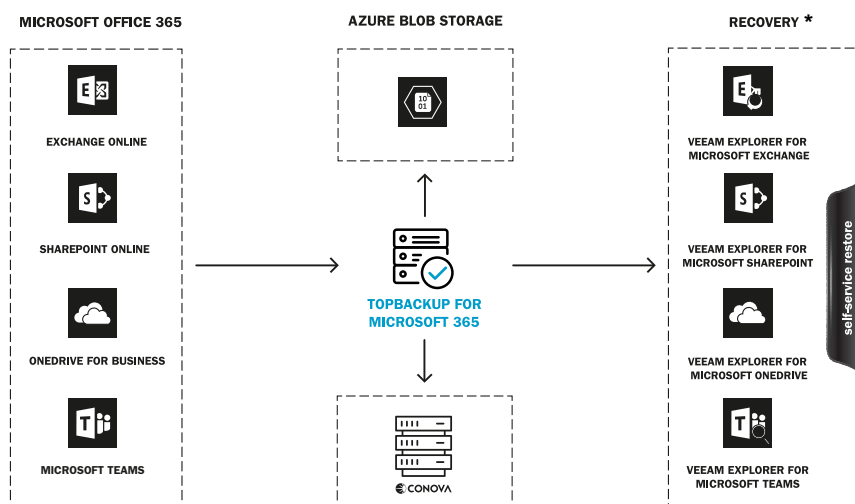 MICROSOFT OFFICE 365
AZURE BLOB STORAGE
RECOVERY *
E
EXCHANGE ONLINE
S
SHAREPOINT ONLINE
ONEDRIVE FOR BUSINESS
T
MICROSOFT TEAMS
10
01
TOPBACKUP FOR
MICROSOFT 365
CONOVA
E
VEEAM EXPLORER FOR
MICROSOFT EXCHANGE
S
VEEAM EXPLORER FOR
MICROSOFT SHAREPOINT
VEEAM EXPLORER FOR
MICROSOFT ONEDRIVE
T
VEEAM EXPLORER FOR
MICROSOFT TEAMS
self-service restore